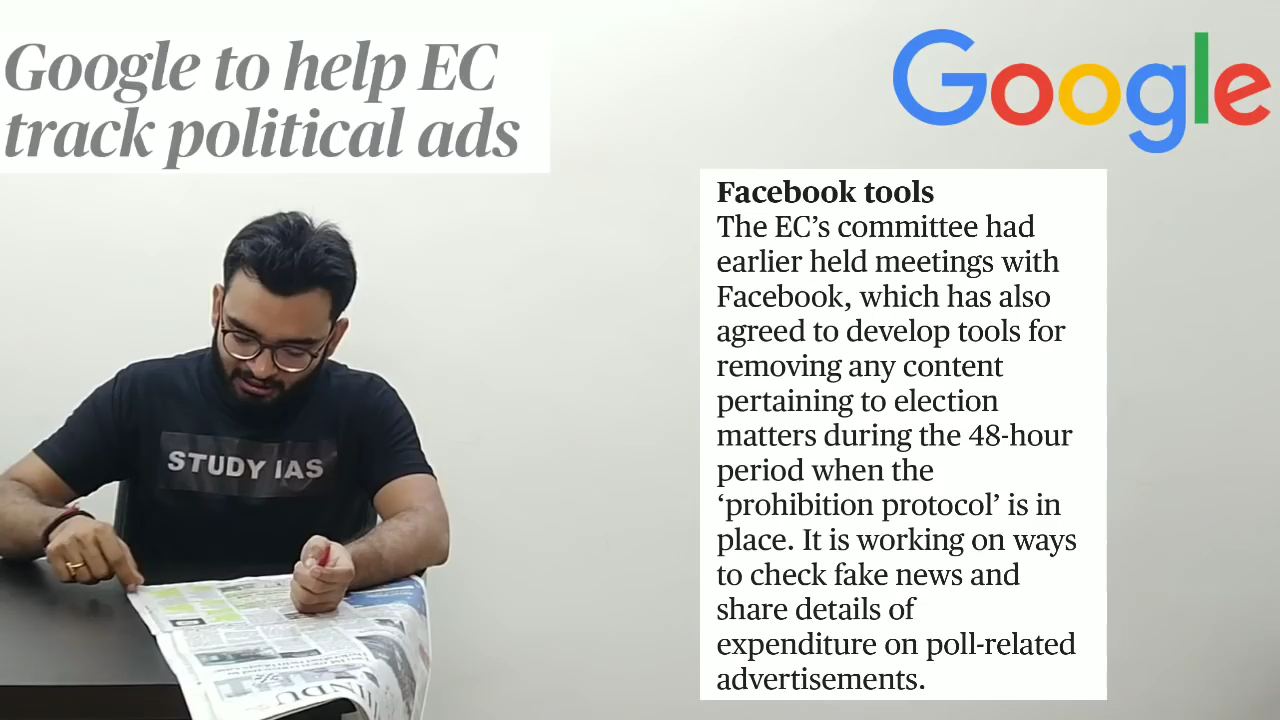 Google to help EC
track political ads
Google
Facebook tools
The EC’s committee had
earlier held meetings with
Facebook, which has also
agreed to develop tools for
removing any content
pertaining to election
matters during the 48-hour
period when the
‘prohibition protocol’ is in
place. It is working on ways
to check fake news and
share details of
expenditure on poll-related
advertisements.
STUDY IAS